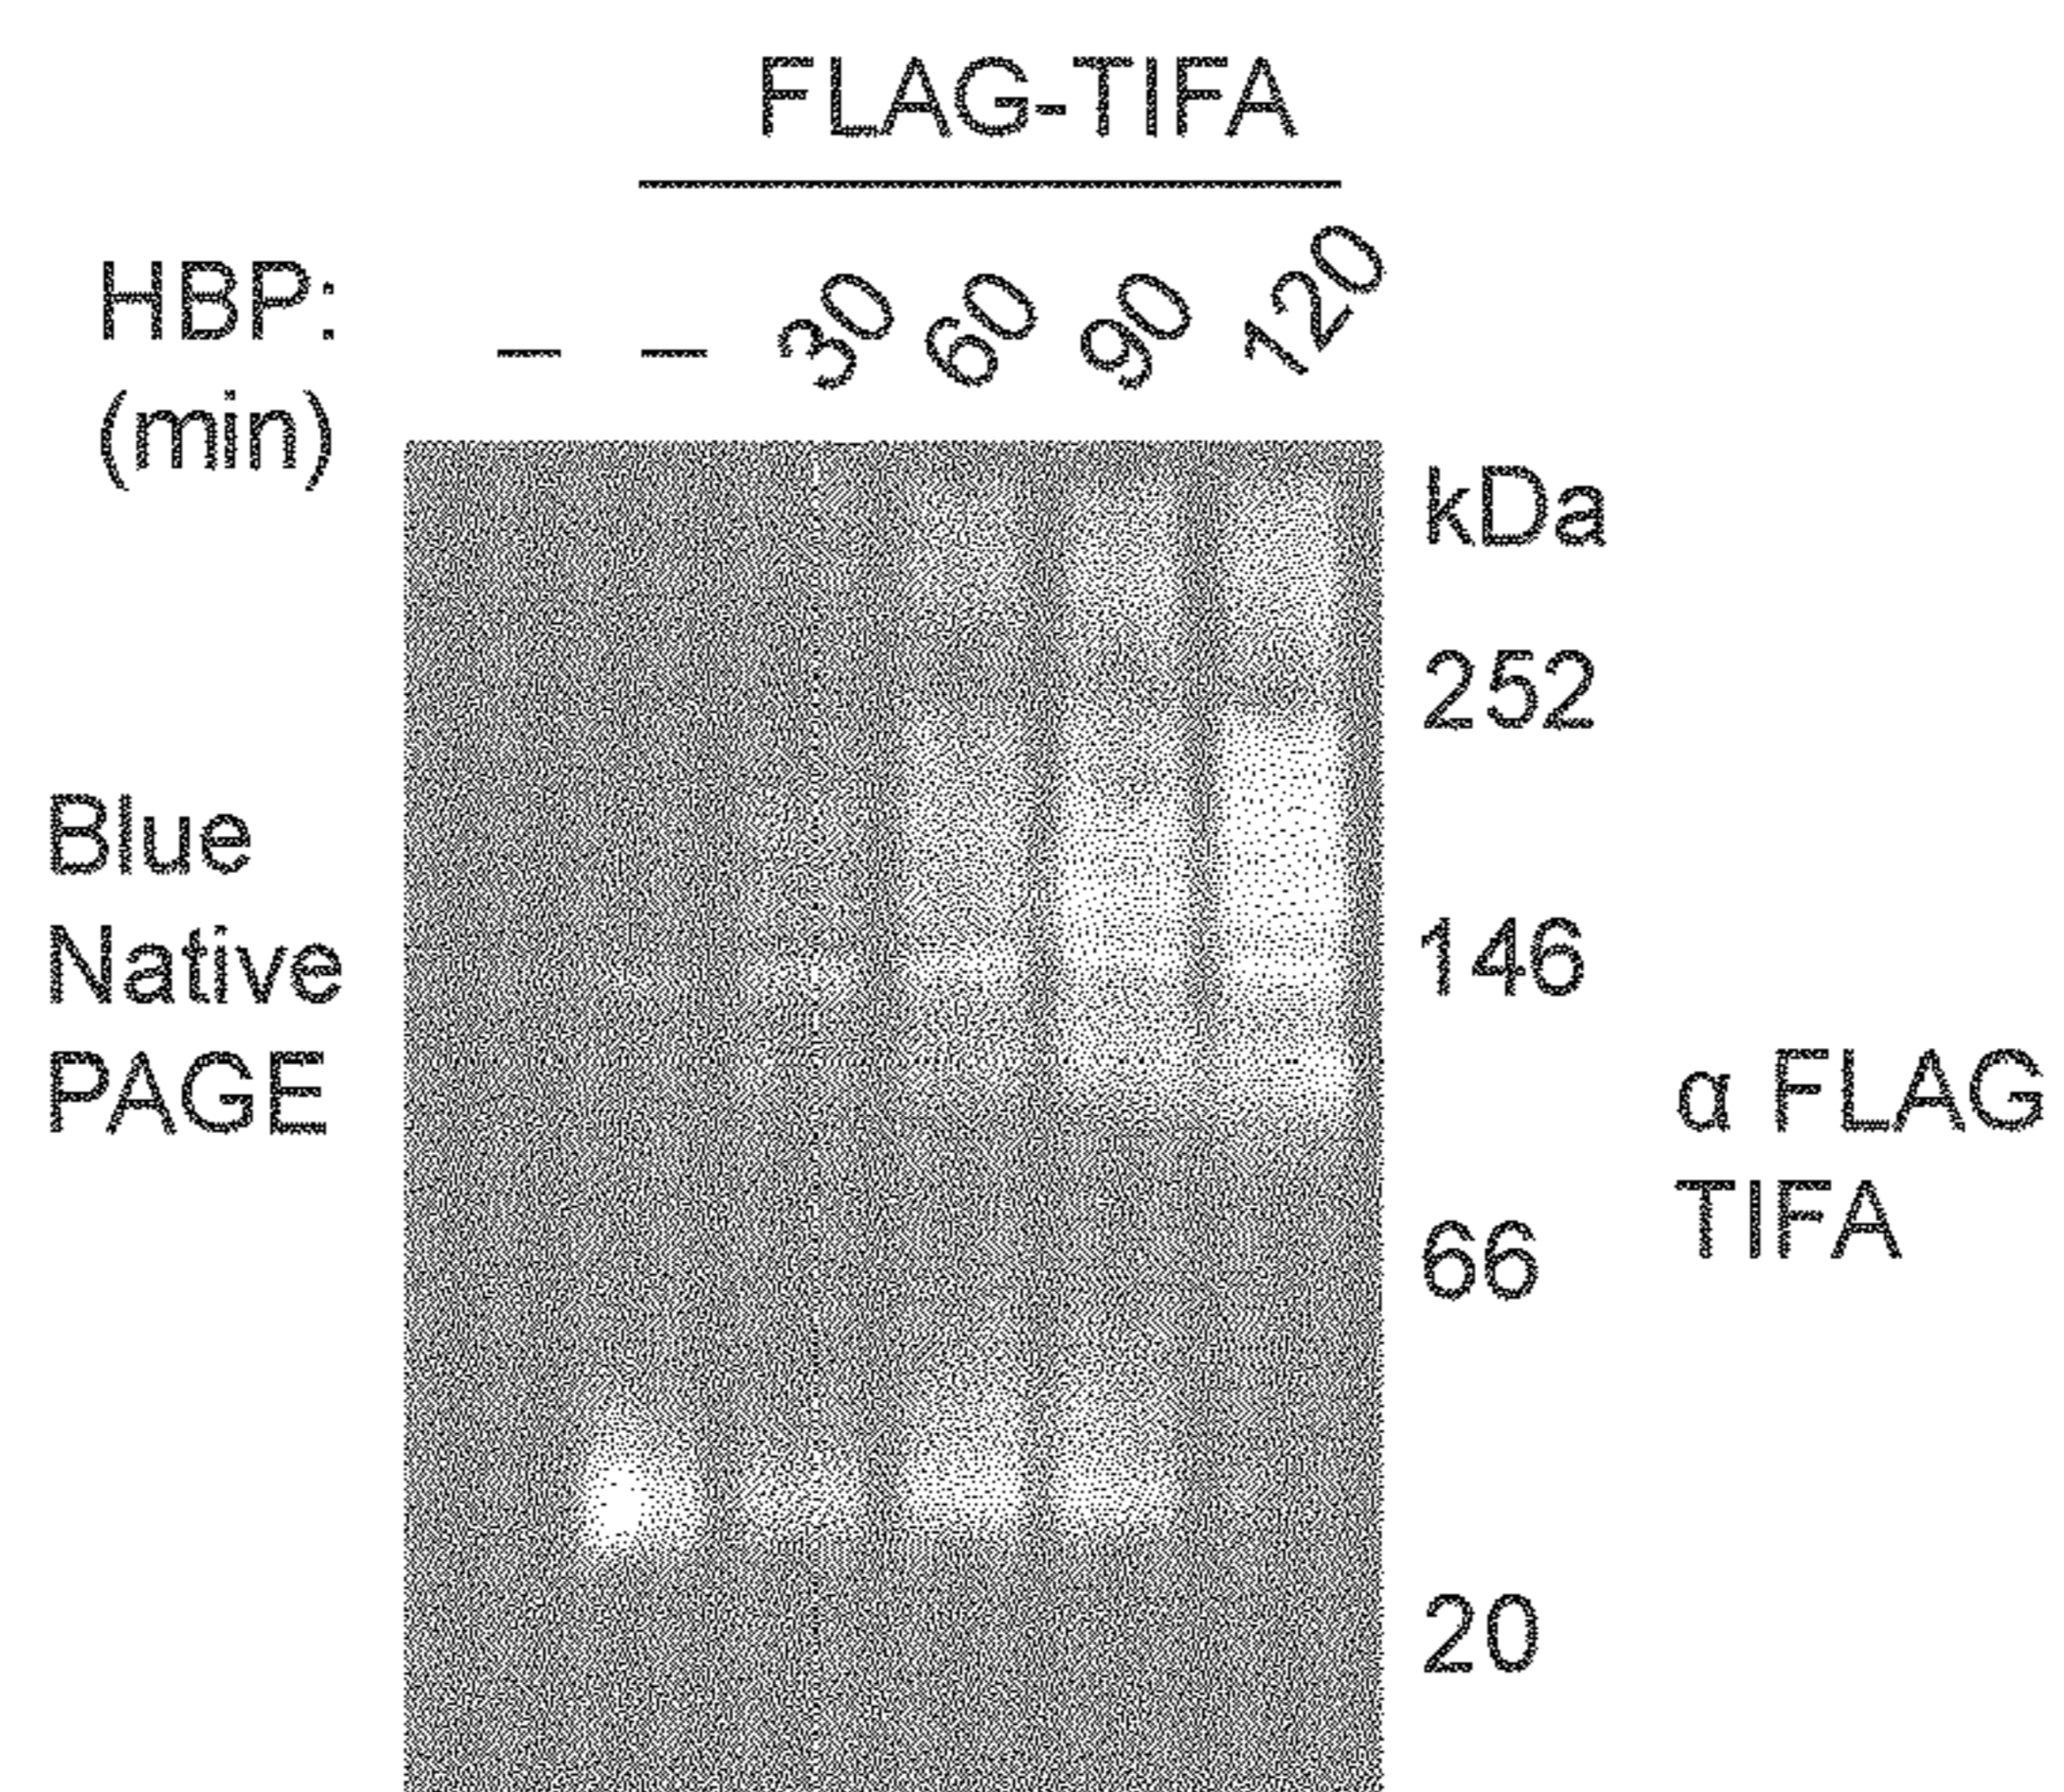 FLAG-TIFA
HBP:
(min)
– – 30 60 90 120
kDa
252
146
66
20
Blue
Native
PAGE
α FLAG
TIFA